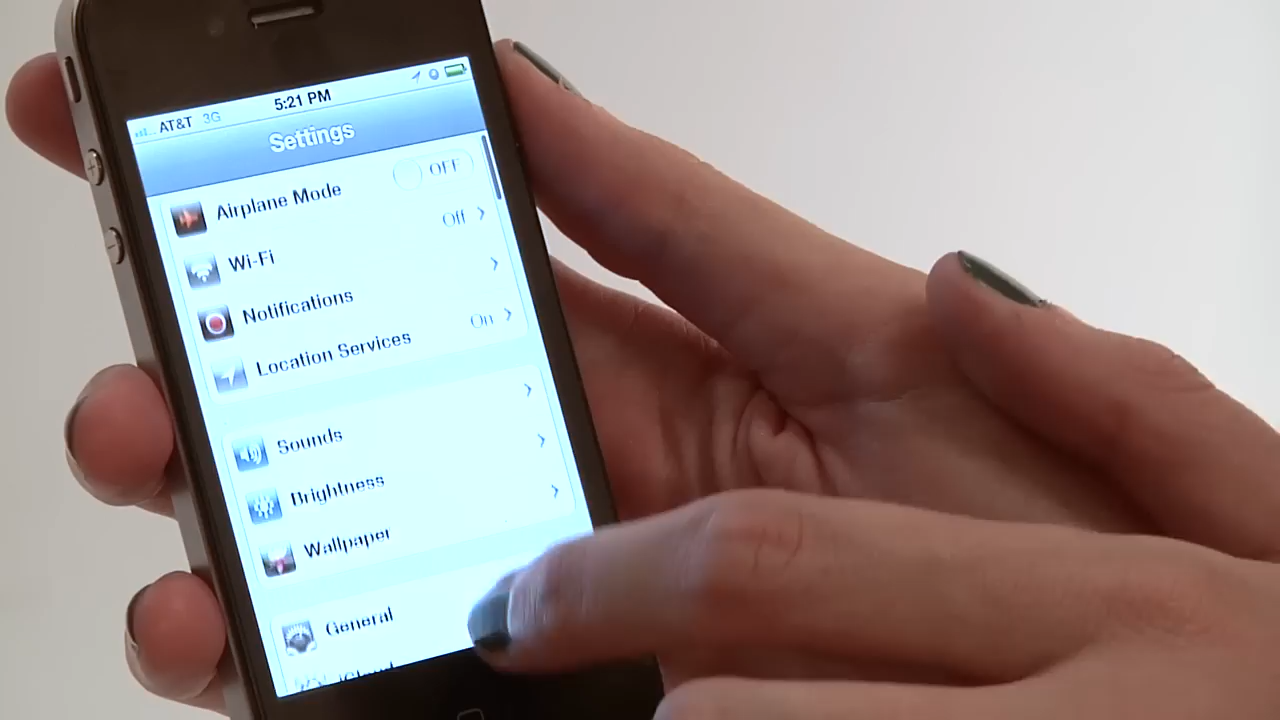 AT&T 3G 5:21 PM
Settings
Airplane Mode OFF
Wi-Fi Off
Notifications
Location Services On
Sounds
Brightness
Wallpaper
General
iCloud